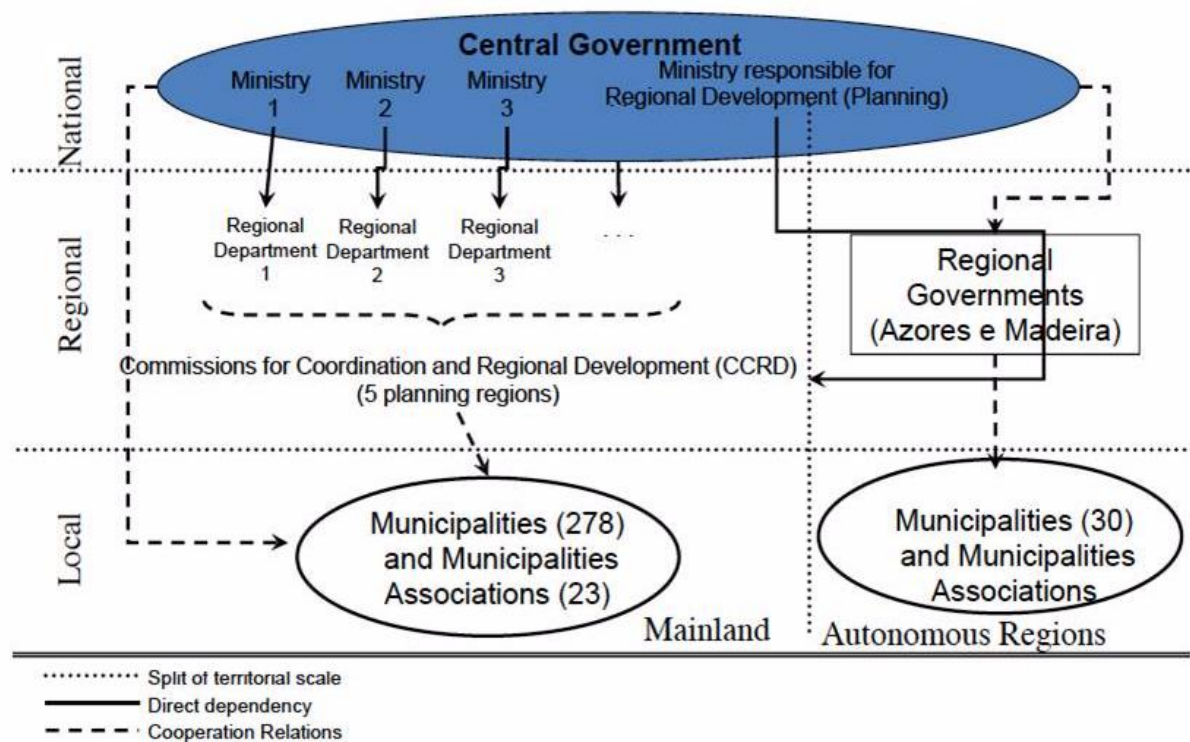 Central Government
Ministry
1
Ministry
2
Ministry
3
Ministry responsible for
Regional Development (Planning)
National
Regional
Department
1
Regional
Department
2
Regional
Department
3
. . .
Regional
Governments
(Azores e Madeira)
Regional
Commissions for Coordination and Regional Development (CCRD)
(5 planning regions)
Municipalities (278)
and Municipalities
Associations (23)
Municipalities (30)
and Municipalities
Associations
Local
Mainland
Autonomous Regions
Split of territorial scale
Direct dependency
Cooperation Relations